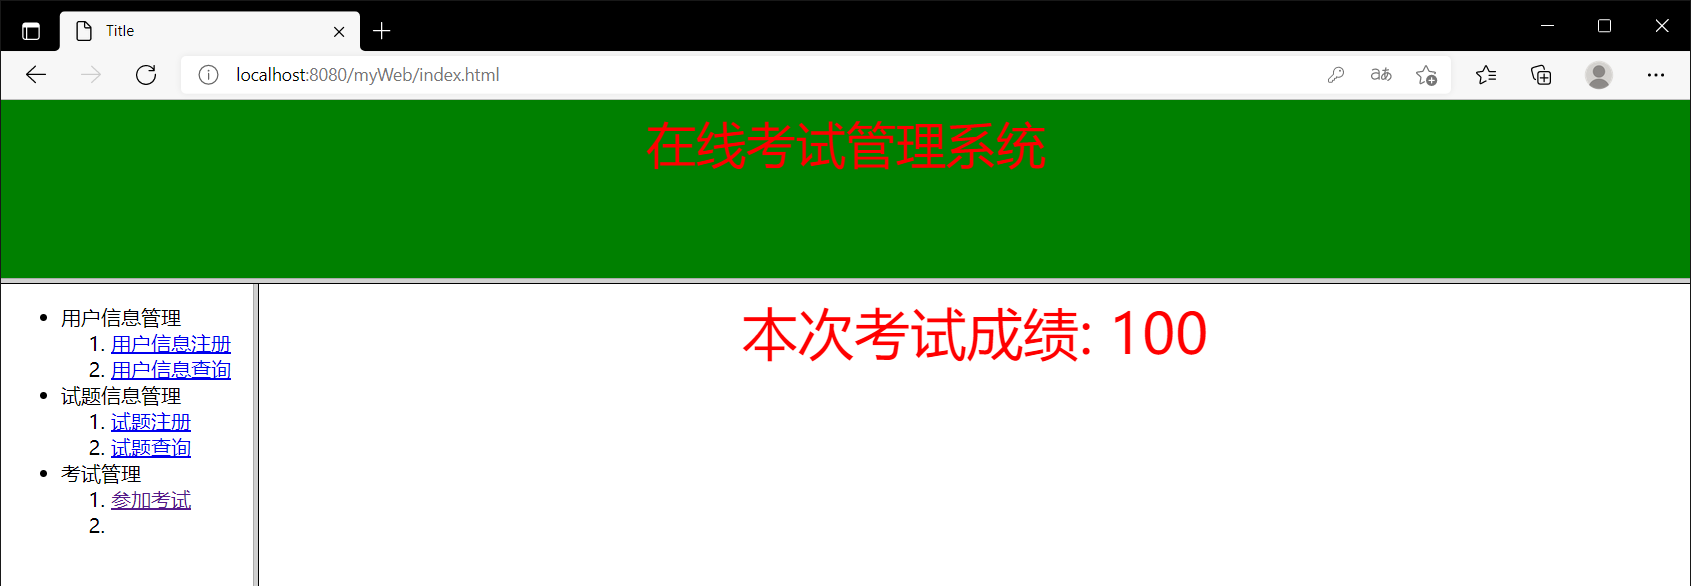 Title
localhost:8080/myWeb/index.html
在线考试管理系统
• 用户信息管理
1. 用户信息注册
2. 用户信息查询
• 试题信息管理
1. 试题注册
2. 试题查询
• 考试管理
1. 参加考试
2.
本次考试成绩: 100